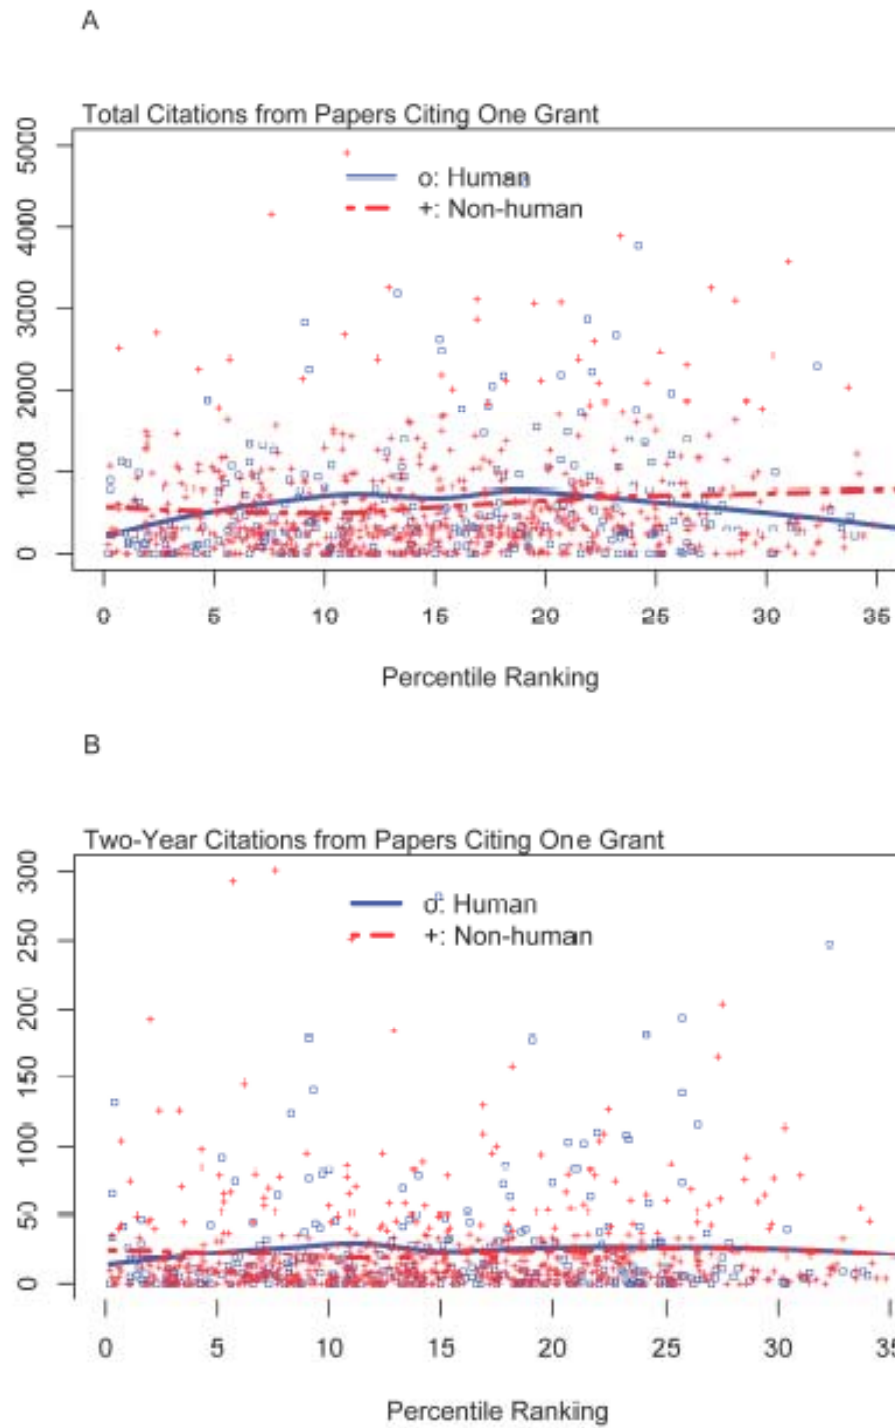 A
Total Citations from Papers Citing One Grant
5000
4000
3000
2000
1000
0
o: Human
+: Non-human
0 5 10 15 20 25 30 35
Percentile Ranking
B
Two-Year Citations from Papers Citing One Grant
300
250
200
150
100
50
0
o: Human
+: Non-human
0 5 10 15 20 25 30 35
Percentile Ranking